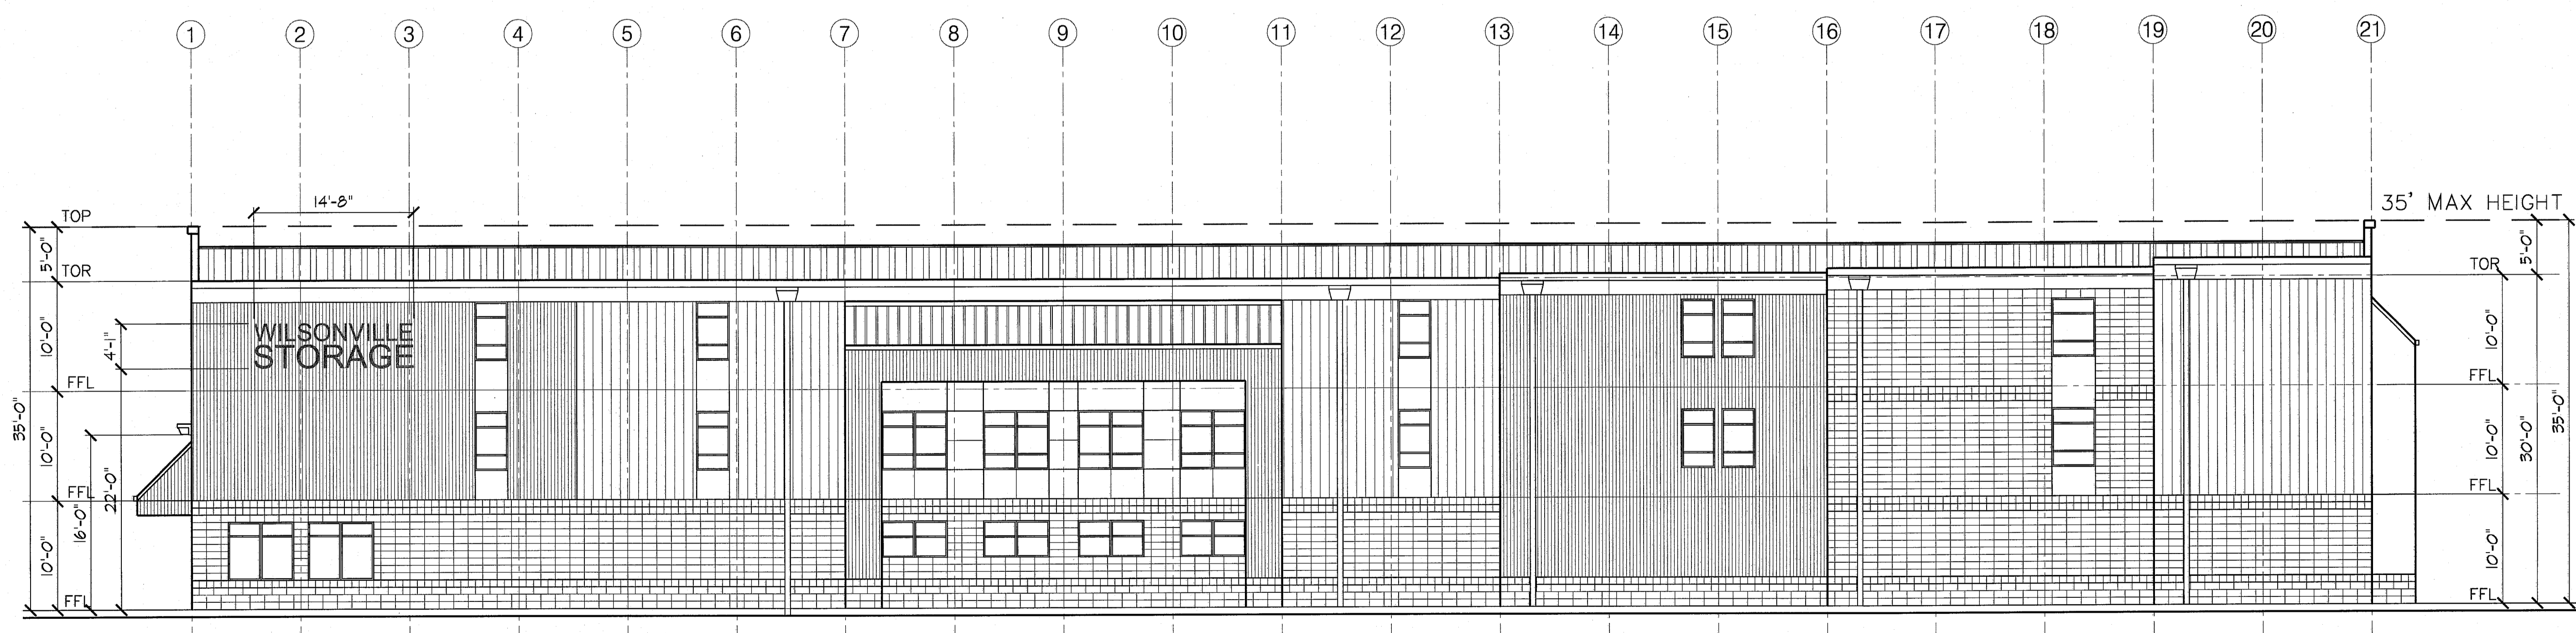 1 2 3 4 5 6 7 8 9 10 11 12 13 14 15 16 17 18 19 20 21
14'-8"
35' MAX HEIGHT
TOP
5'-0"
TOR
10'-0"
FFL
10'-0"
FFL
10'-0"
FFL
35'-0"
16'-0"
22'-0"
4'-1"
WILSONVILLE
STORAGE
5'-0"
TOR
10'-0"
FFL
10'-0"
FFL
10'-0"
FFL
30'-0"
35'-0"